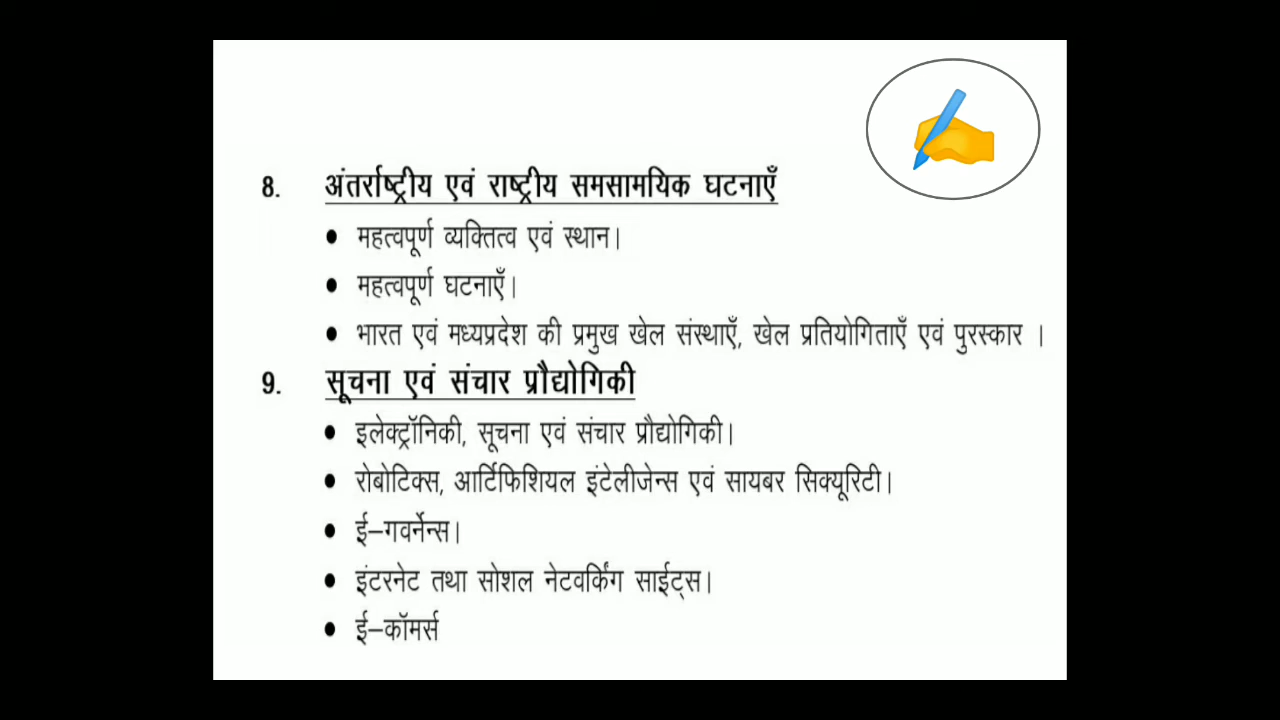 8. अंतर्राष्ट्रीय एवं राष्ट्रीय समसामयिक घटनाएँ
• महत्वपूर्ण व्यक्तित्व एवं स्थान।
• महत्वपूर्ण घटनाएँ।
• भारत एवं मध्यप्रदेश की प्रमुख खेल संस्थाएँ, खेल प्रतियोगिताएँ एवं पुरस्कार ।
9. सूचना एवं संचार प्रौद्योगिकी
• इलेक्ट्रॉनिकी, सूचना एवं संचार प्रौद्योगिकी।
• रोबोटिक्स, आर्टिफिशियल इंटेलीजेन्स एवं सायबर सिक्यूरिटी।
• ई–गवर्नेन्स।
• इंटरनेट तथा सोशल नेटवर्किंग साईट्स।
• ई–कॉमर्स